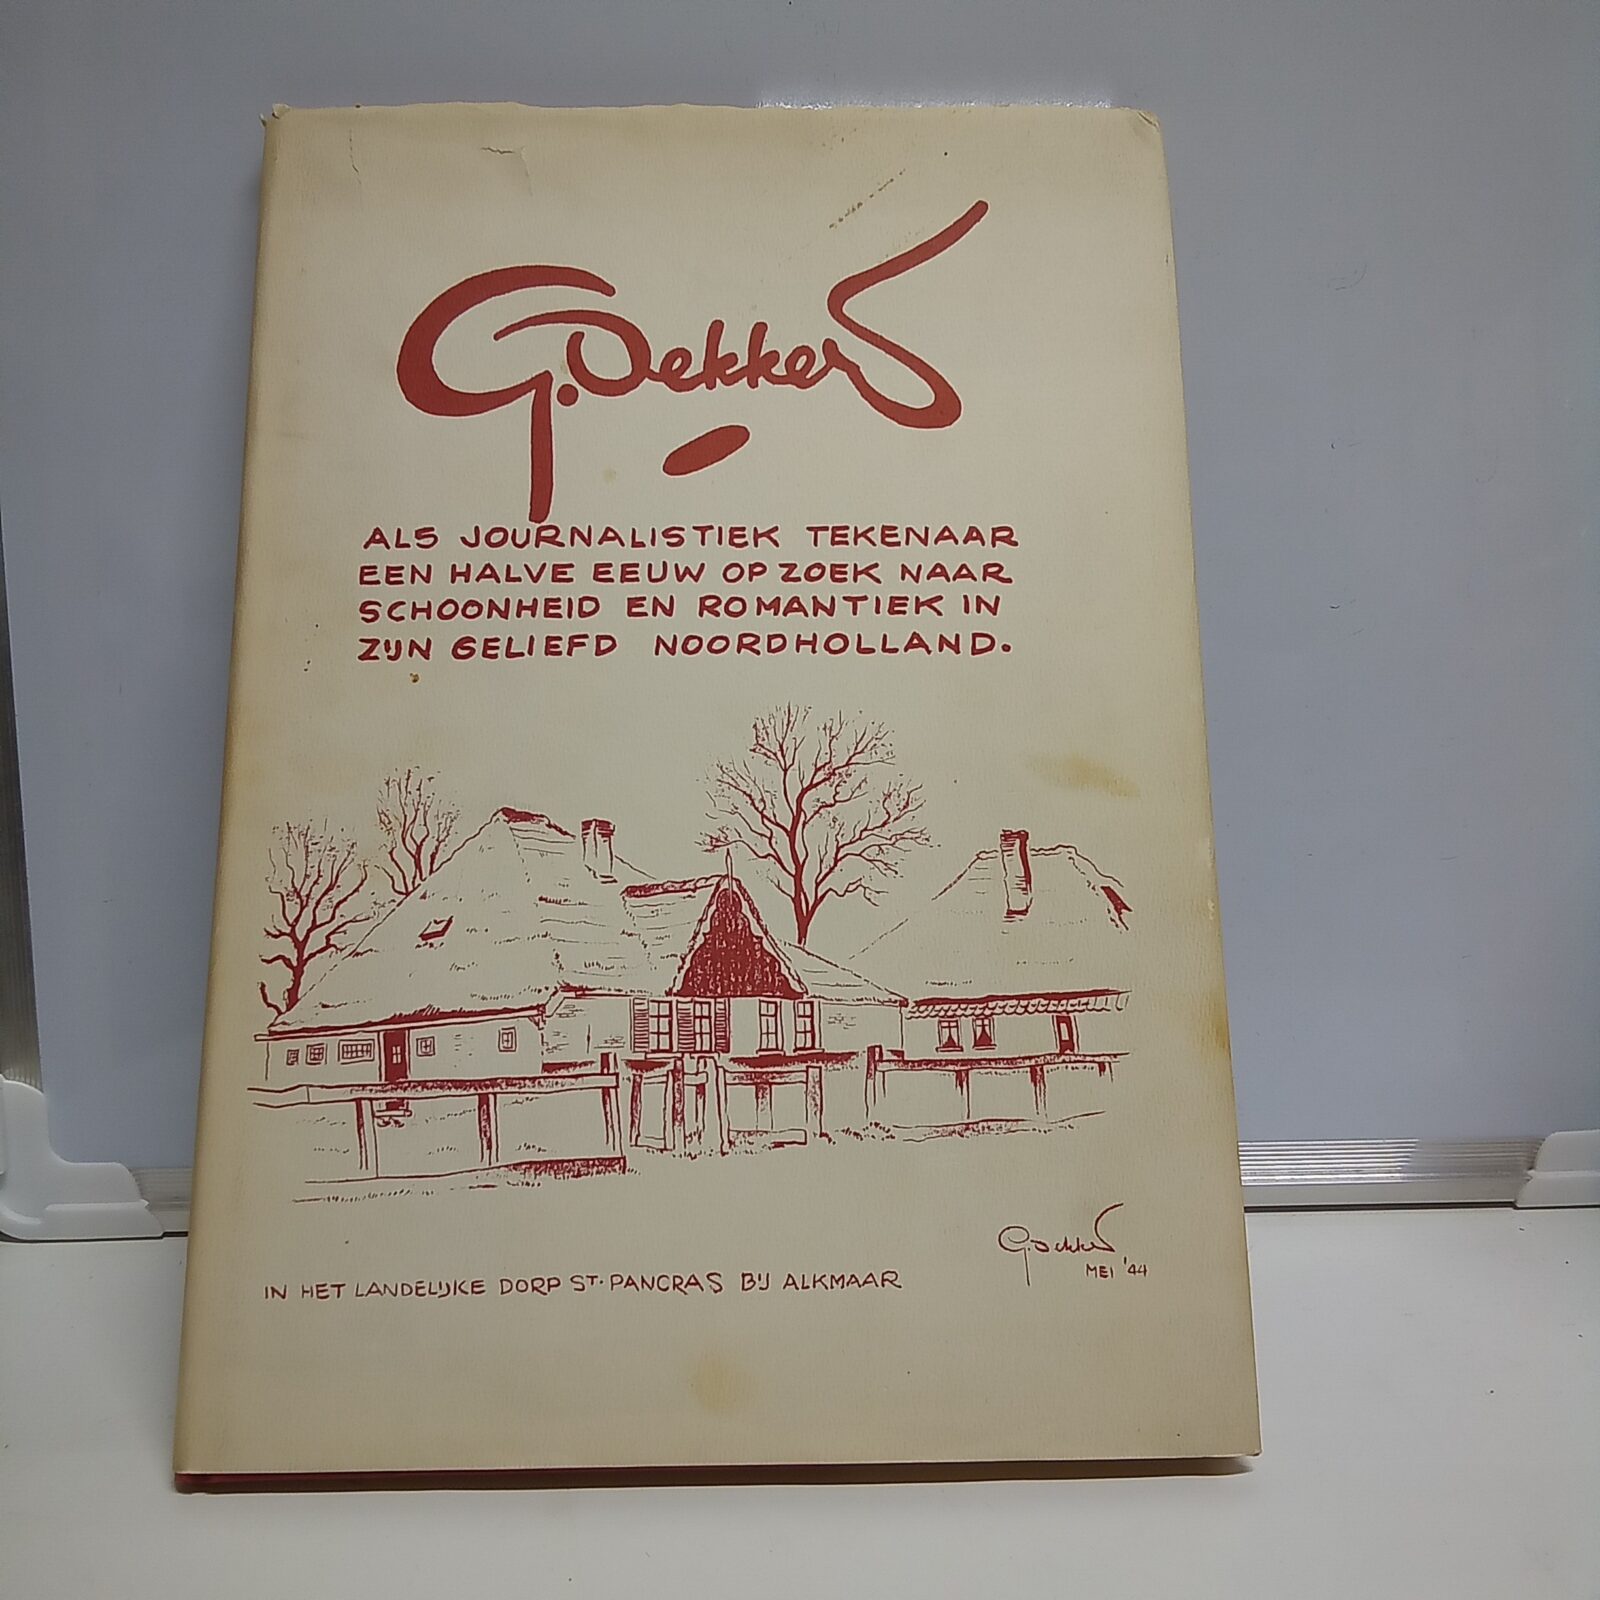 G. Dekker
ALS JOURNALISTIEK TEKENAAR
EEN HALVE EEUW OP ZOEK NAAR
SCHOONHEID EN ROMANTIEK IN
ZIJN GELIEFD NOORDHOLLAND.
G. Dekker
MEI '44
IN HET LANDELIJKE DORP ST. PANCRAS BIJ ALKMAAR